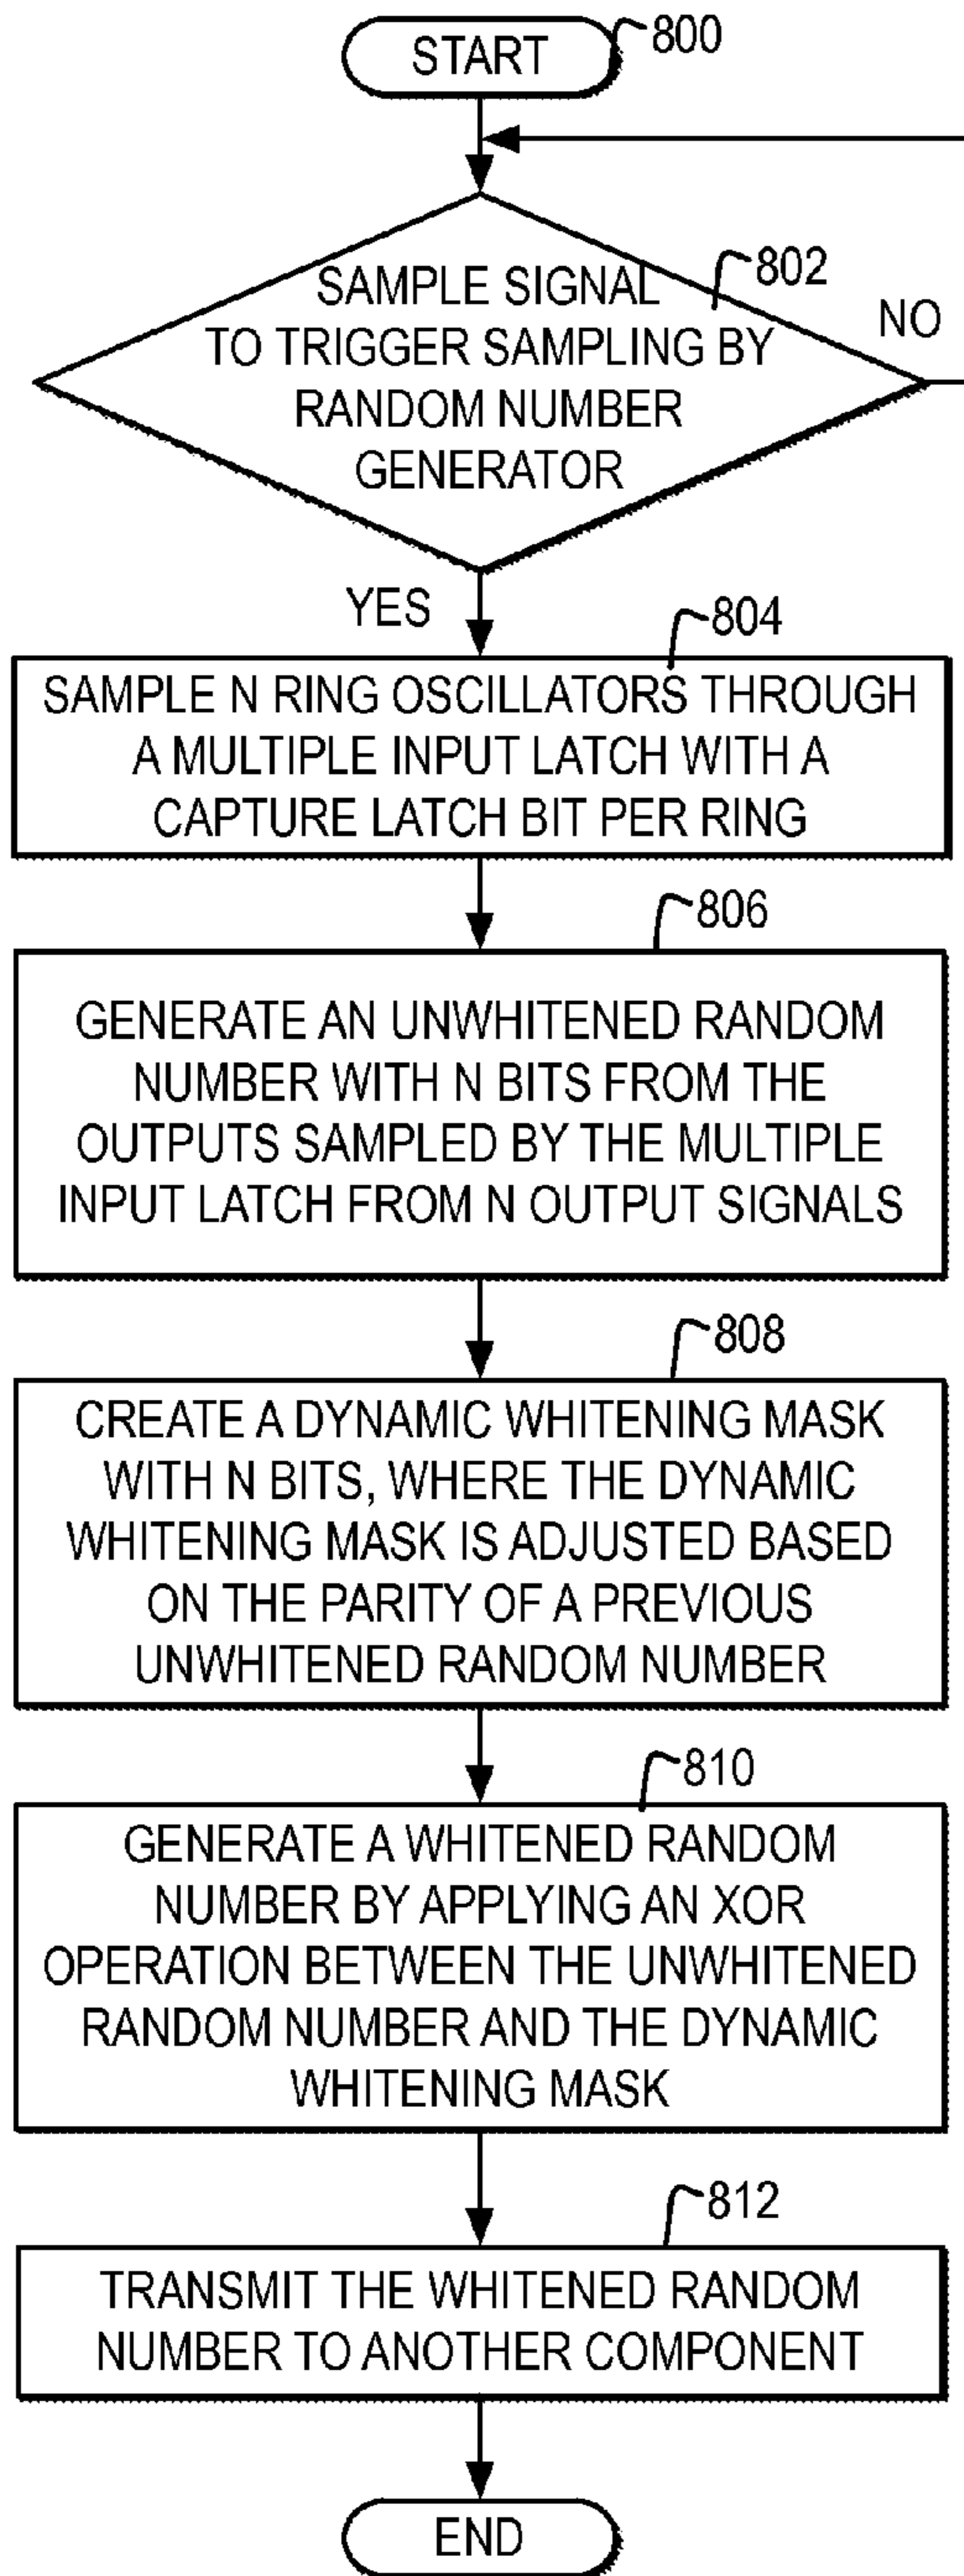 START
800
802
SAMPLE SIGNAL
TO TRIGGER SAMPLING BY
RANDOM NUMBER
GENERATOR
NO
YES
804
SAMPLE N RING OSCILLATORS THROUGH
A MULTIPLE INPUT LATCH WITH A
CAPTURE LATCH BIT PER RING
806
GENERATE AN UNWHITENED RANDOM
NUMBER WITH N BITS FROM THE
OUTPUTS SAMPLED BY THE MULTIPLE
INPUT LATCH FROM N OUTPUT SIGNALS
808
CREATE A DYNAMIC WHITENING MASK
WITH N BITS, WHERE THE DYNAMIC
WHITENING MASK IS ADJUSTED BASED
ON THE PARITY OF A PREVIOUS
UNWHITENED RANDOM NUMBER
810
GENERATE A WHITENED RANDOM
NUMBER BY APPLYING AN XOR
OPERATION BETWEEN THE UNWHITENED
RANDOM NUMBER AND THE DYNAMIC
WHITENING MASK
812
TRANSMIT THE WHITENED RANDOM
NUMBER TO ANOTHER COMPONENT
END